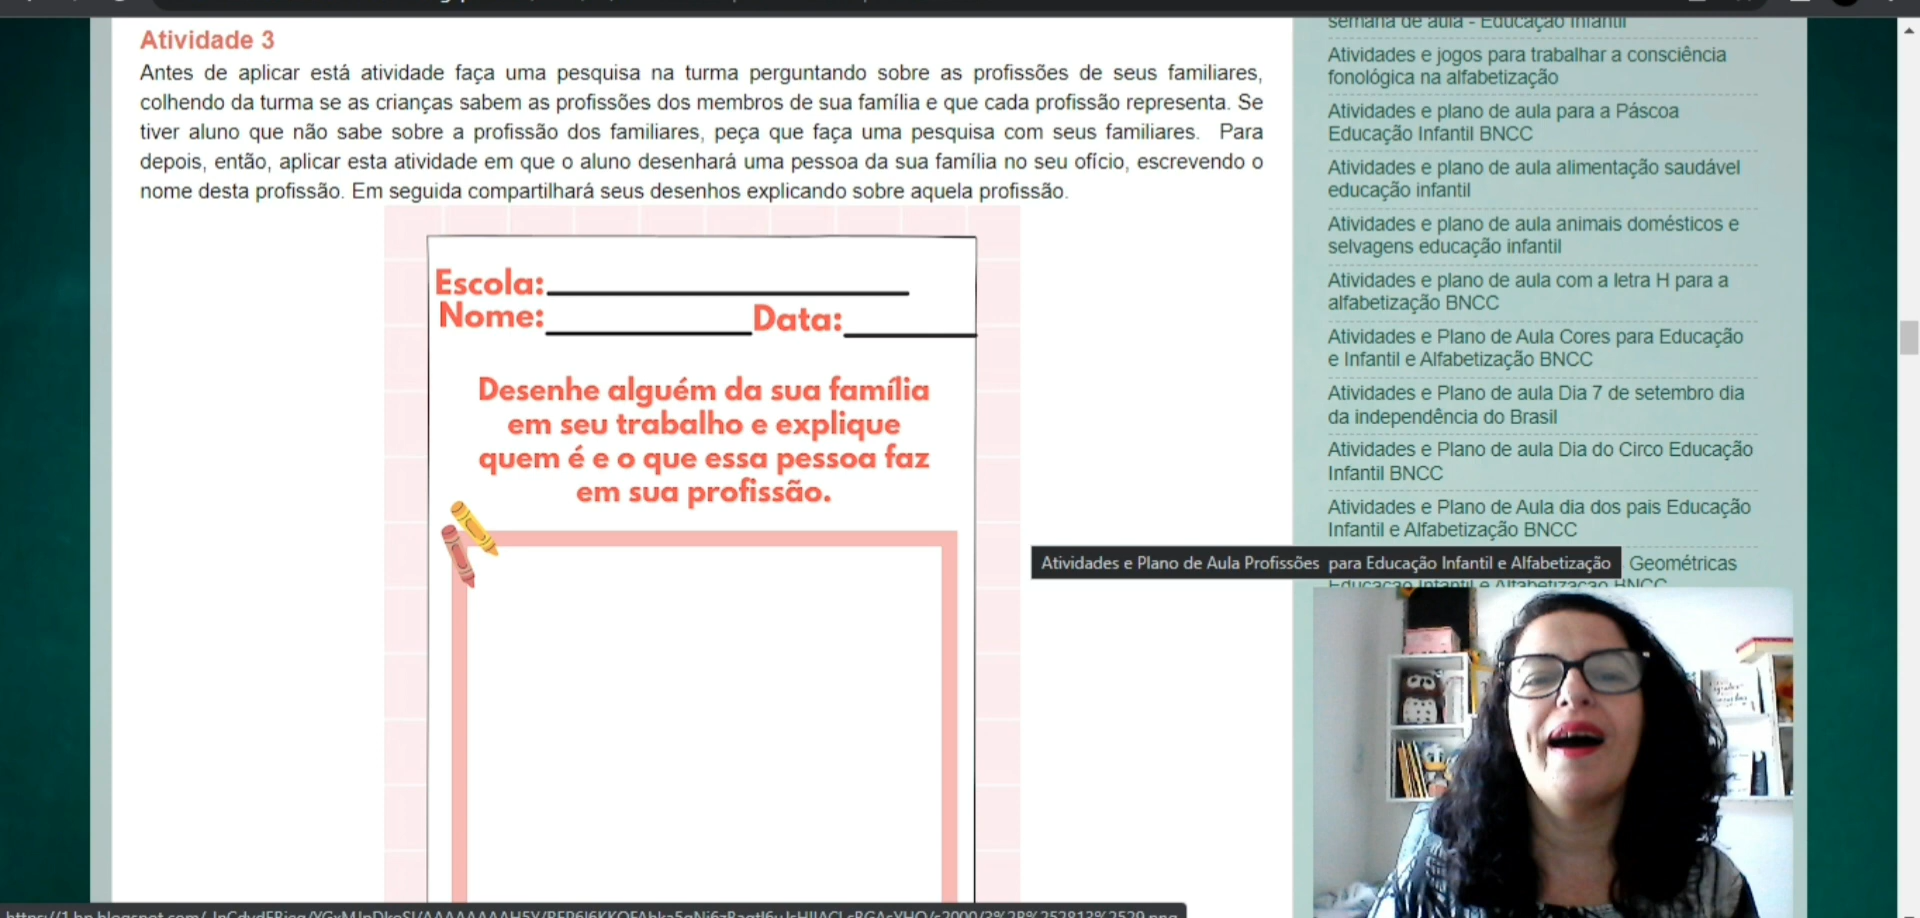 Atividade 3
Antes de aplicar está atividade faça uma pesquisa na turma perguntando sobre as profissões de seus familiares,
colhendo da turma se as crianças sabem as profissões dos membros de sua família e que cada profissão representa. Se
tiver aluno que não sabe sobre a profissão dos familiares, peça que faça uma pesquisa com seus familiares. Para
depois, então, aplicar esta atividade em que o aluno desenhará uma pessoa da sua família no seu ofício, escrevendo o
nome desta profissão. Em seguida compartilhará seus desenhos explicando sobre aquela profissão.
Escola:
Nome: Data:
Desenhe alguém da sua família
em seu trabalho e explique
quem é e o que essa pessoa faz
em sua profissão.
Atividades e Plano de Aula Profissões para Educação Infantil e Alfabetização
semana de aula - Educação Infantil
Atividades e jogos para trabalhar a consciência
fonológica na alfabetização
Atividades e plano de aula para a Páscoa
Educação Infantil BNCC
Atividades e plano de aula alimentação saudável
educação infantil
Atividades e plano de aula animais domésticos e
selvagens educação infantil
Atividades e plano de aula com a letra H para a
alfabetização BNCC
Atividades e Plano de Aula Cores para Educação
e Infantil e Alfabetização BNCC
Atividades e Plano de aula Dia 7 de setembro dia
da independência do Brasil
Atividades e Plano de aula Dia do Circo Educação
Infantil BNCC
Atividades e Plano de Aula dia dos pais Educação
Infantil e Alfabetização BNCC
Geométricas
Educação Infantil e Alfabetização BNCC